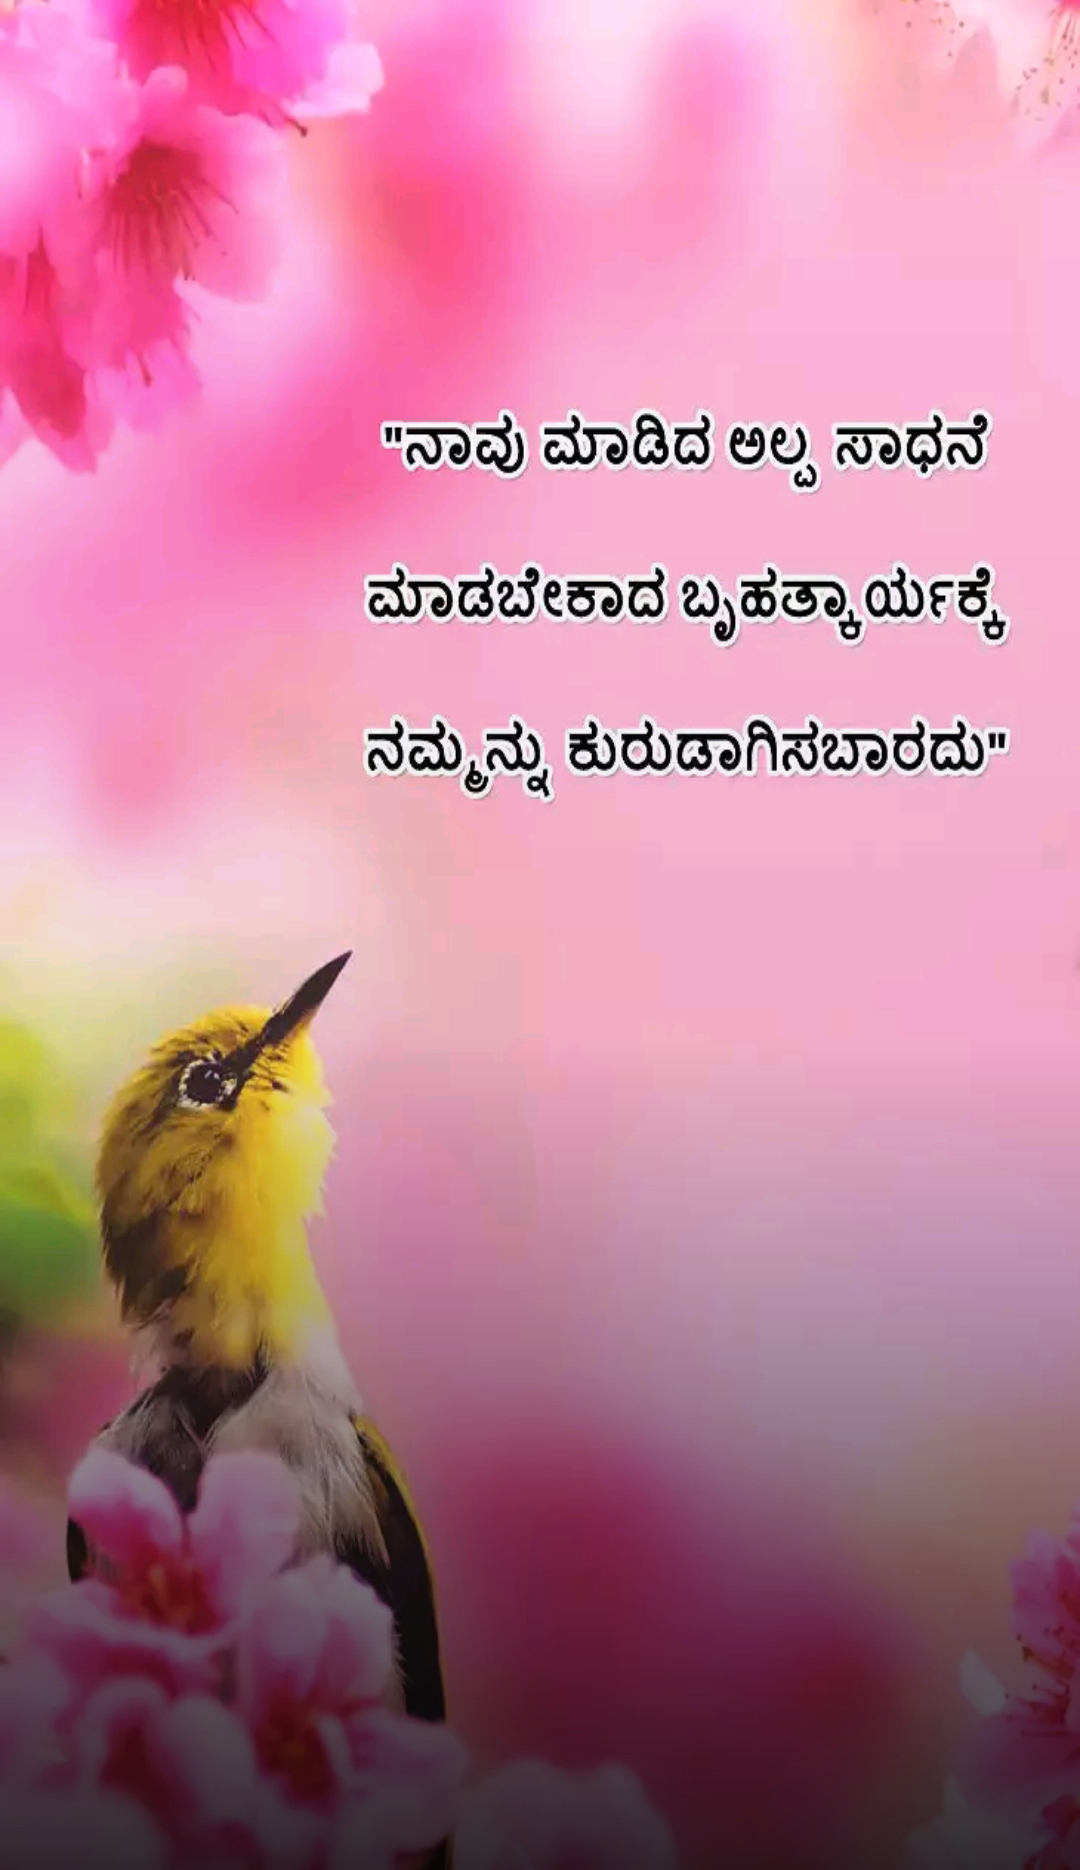 "ನಾವು ಮಾಡಿದ ಅಲ್ಪ ಸಾಧನೆ
ಮಾಡಬೇಕಾದ ಬೃಹತ್ಕಾರ್ಯಕ್ಕೆ
ನಮ್ಮನ್ನು ಕುರುಡಾಗಿಸಬಾರದು"